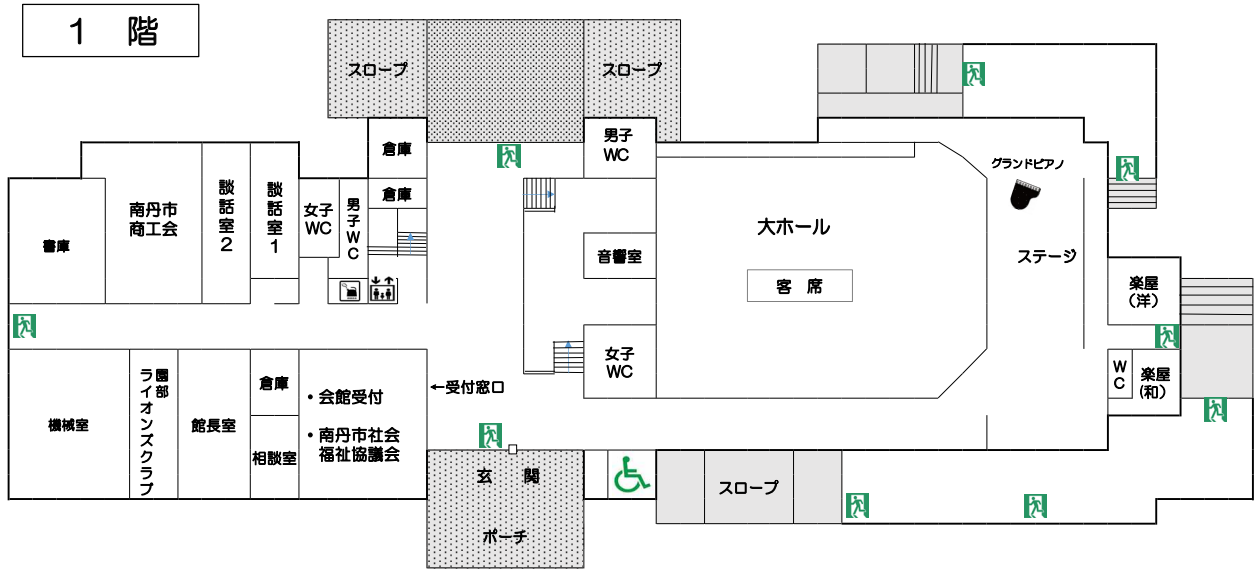 1 階
スロープ
スロープ
倉庫
男子
WC
グランドピアノ
倉庫
南丹市
商工会
談話室2
談話室1
女子
WC
男子WC
大ホール
書庫
音響室
ステージ
客 席
楽屋
(洋)
女子
WC
WC
楽屋
(和)
園部
ライオンズクラブ
倉庫
←受付窓口
・会館受付
機械室
館長室
・南丹市社会
福祉協議会
相談室
玄 関
スロープ
ポーチ